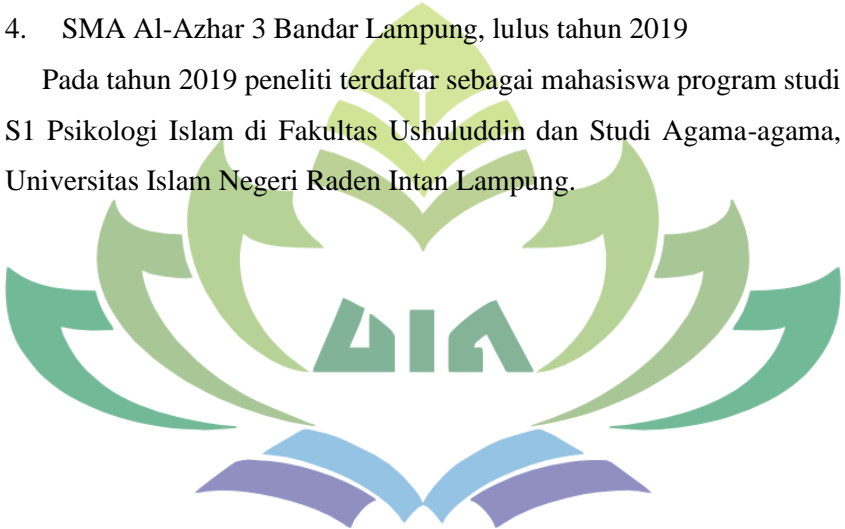 4. SMA Al-Azhar 3 Bandar Lampung, lulus tahun 2019
Pada tahun 2019 peneliti terdaftar sebagai mahasiswa program studi
S1 Psikologi Islam di Fakultas Ushuluddin dan Studi Agama-agama,
Universitas Islam Negeri Raden Intan Lampung.
UIN